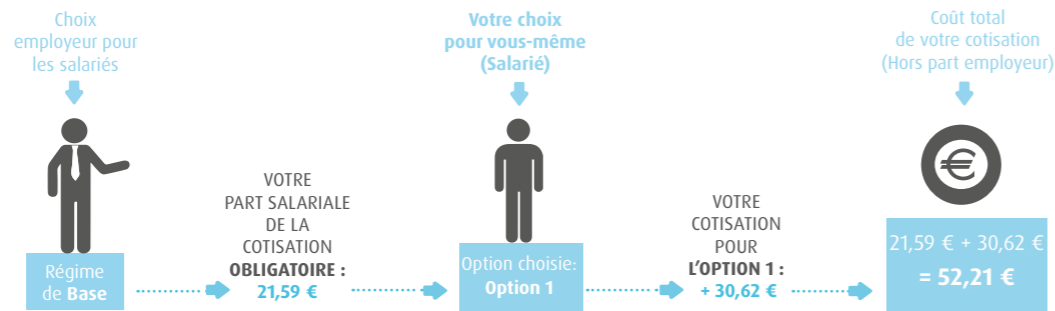 Choix
employeur pour
les salariés
Régime
de Base
VOTRE
PART SALARIALE
DE LA
COTISATION
OBLIGATOIRE :
21,59 €
Votre choix
pour vous-même
(Salarié)
Option choisie:
Option 1
VOTRE
COTISATION
POUR
L'OPTION 1 :
+ 30,62 €
Coût total
de votre cotisation
(Hors part employeur)
€
21,59 € + 30,62 €
= 52,21 €